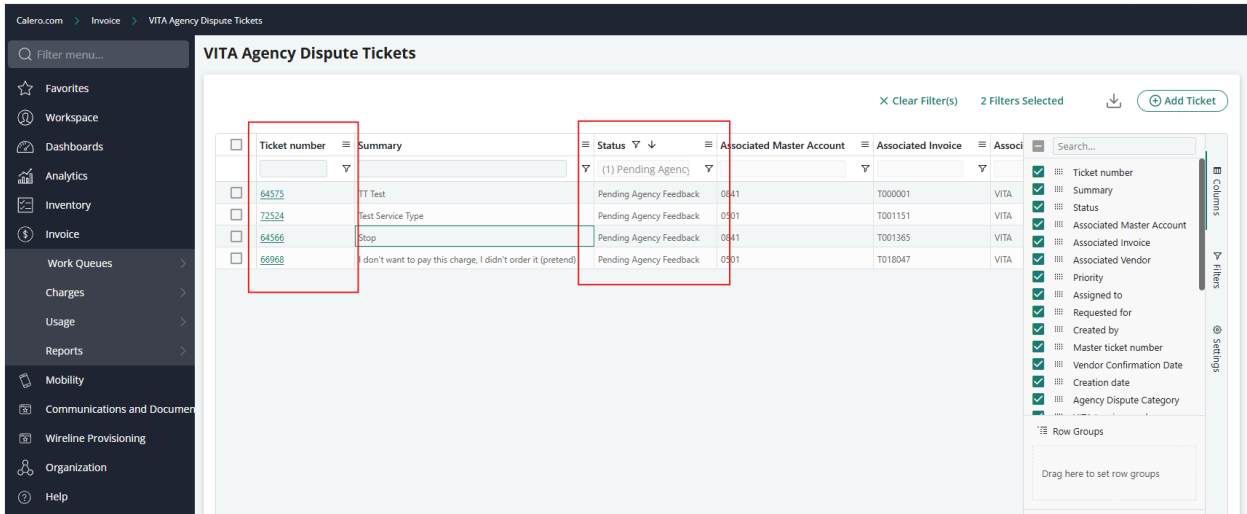 Calero.com > Invoice > VITA Agency Dispute Tickets
Filter menu...
Favorites
Workspace
Dashboards
Analytics
Inventory
Invoice
Work Queues
Charges
Usage
Reports
Mobility
Communications and Documen
Wireline Provisioning
Organization
Help
VITA Agency Dispute Tickets
Clear Filter(s) 2 Filters Selected Add Ticket
Ticket number Summary Status Associated Master Account Associated Invoice Associ
(1) Pending Agency
64575 TT Test Pending Agency Feedback 0841 T000001 VITA
72524 Test Service Type Pending Agency Feedback 0501 T001151 VITA
64566 Stop Pending Agency Feedback 0841 T001365 VITA
66968 I don't want to pay this charge, I didn't order it (pretend) Pending Agency Feedback 0501 T018047 VITA
Search...
Ticket number
Summary
Status
Associated Master Account
Associated Invoice
Associated Vendor
Priority
Assigned to
Requested for
Created by
Master ticket number
Vendor Confirmation Date
Creation date
Agency Dispute Category
Row Groups
Drag here to set row groups
Columns
Filters
Settings